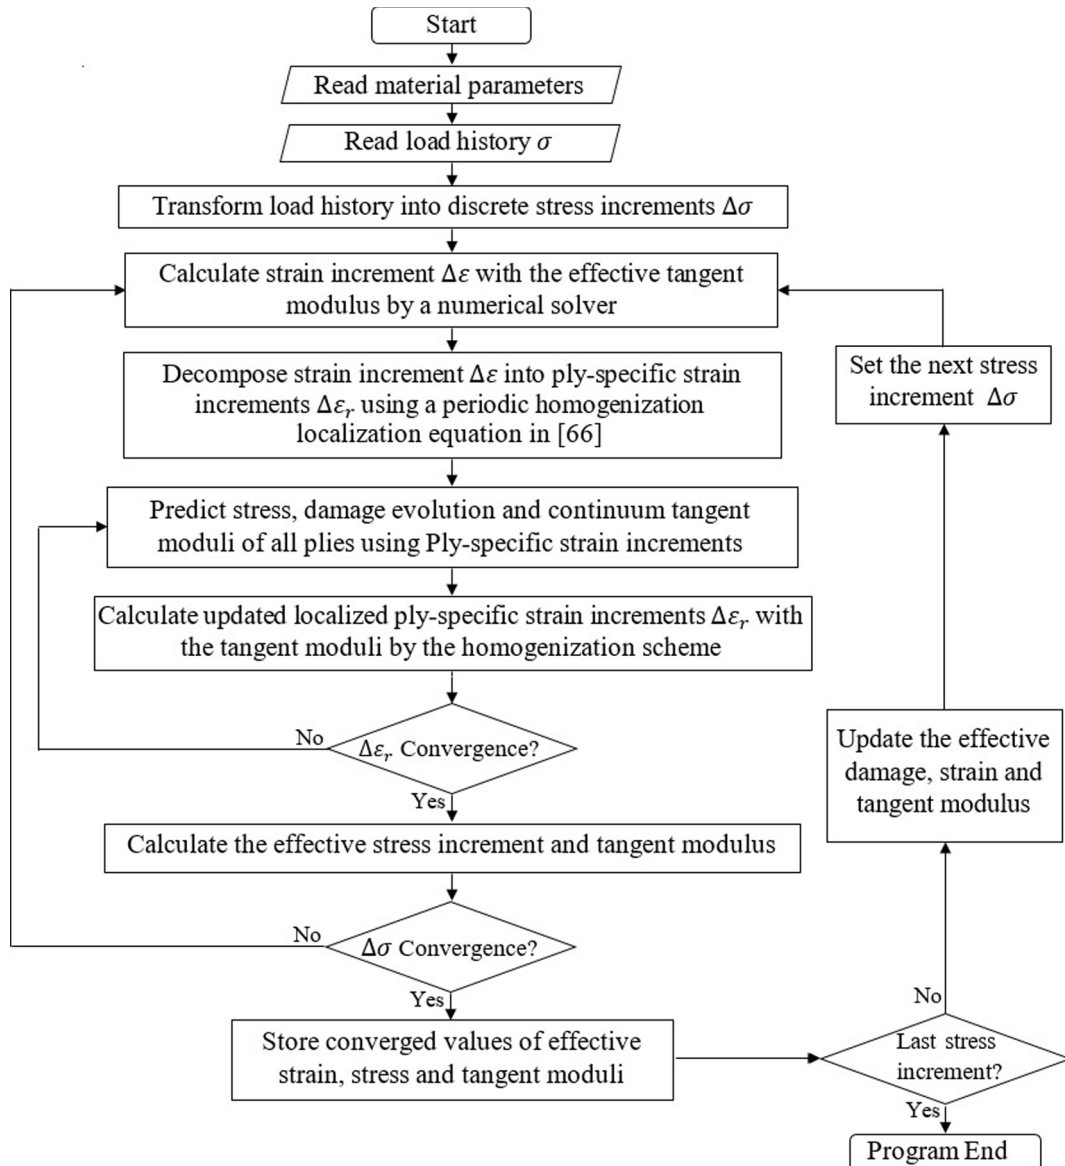 Start
Read material parameters
Read load history σ
Transform load history into discrete stress increments Δσ
Calculate strain increment Δε with the effective tangent
modulus by a numerical solver
Decompose strain increment Δε into ply-specific strain
increments Δεᵣ using a periodic homogenization
localization equation in [66]
Predict stress, damage evolution and continuum tangent
moduli of all plies using Ply-specific strain increments
Calculate updated localized ply-specific strain increments Δεᵣ with
the tangent moduli by the homogenization scheme
Δεᵣ Convergence?
No
Yes
Calculate the effective stress increment and tangent modulus
Δσ Convergence?
No
Yes
Store converged values of effective
strain, stress and tangent moduli
Last stress
increment?
No
Update the effective
damage, strain and
tangent modulus
Set the next stress
increment Δσ
Yes
Program End